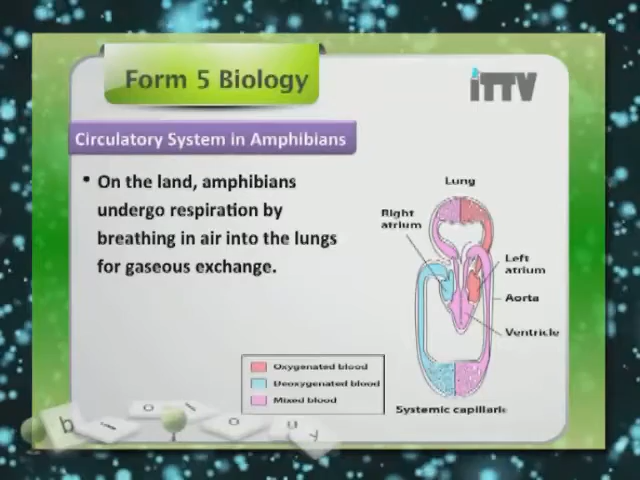 Form 5 Biology
iTTV
Circulatory System in Amphibians
• On the land, amphibians
undergo respiration by
breathing in air into the lungs
for gaseous exchange.
Lung
Right
atrium
Left
atrium
Aorta
Ventricle
Oxygenated blood
Deoxygenated blood
Mixed blood
Systemic capillarie
b i o l o g y